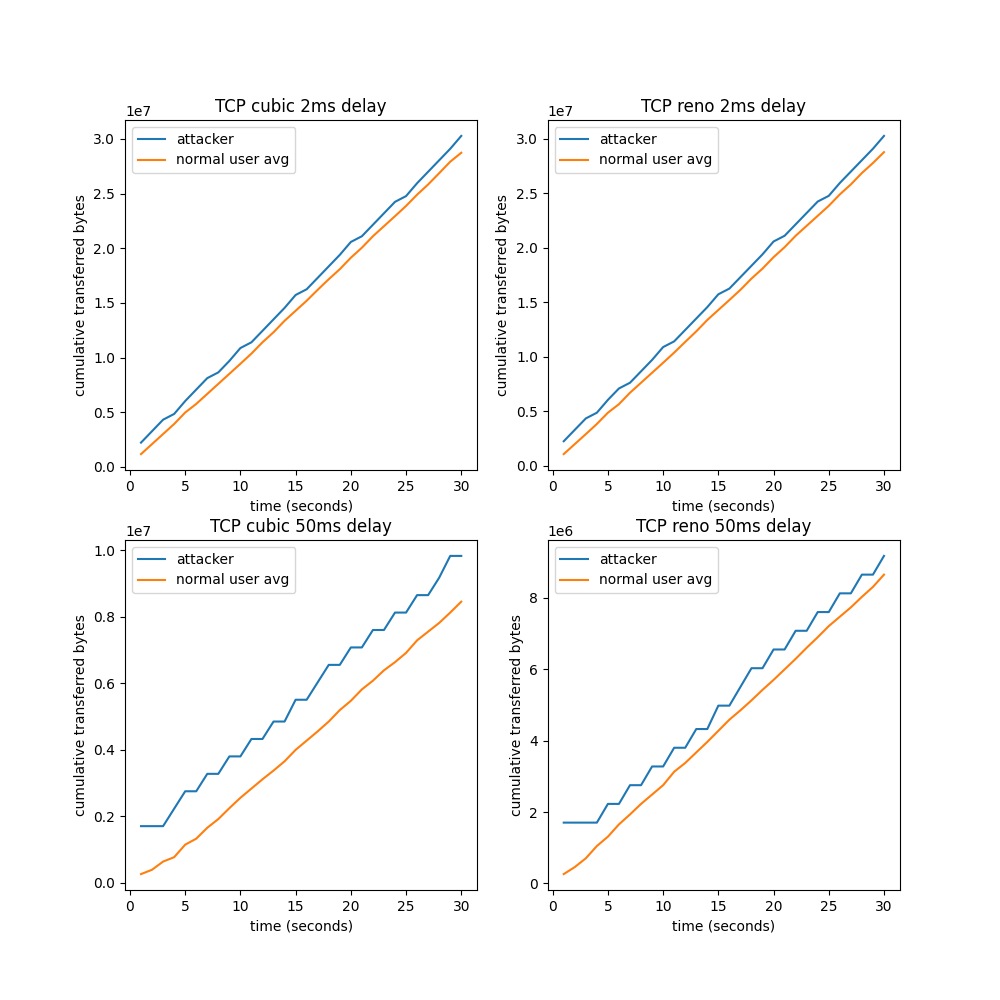 TCP cubic 2ms delay
1e7
attacker
normal user avg
3.0
2.5
2.0
1.5
1.0
0.5
0.0
cumulative transferred bytes
0 5 10 15 20 25 30
time (seconds)
TCP reno 2ms delay
1e7
attacker
normal user avg
3.0
2.5
2.0
1.5
1.0
0.5
0.0
cumulative transferred bytes
0 5 10 15 20 25 30
time (seconds)
TCP cubic 50ms delay
1e7
attacker
normal user avg
1.0
0.8
0.6
0.4
0.2
0.0
cumulative transferred bytes
0 5 10 15 20 25 30
time (seconds)
TCP reno 50ms delay
1e6
attacker
normal user avg
8
6
4
2
0
cumulative transferred bytes
0 5 10 15 20 25 30
time (seconds)